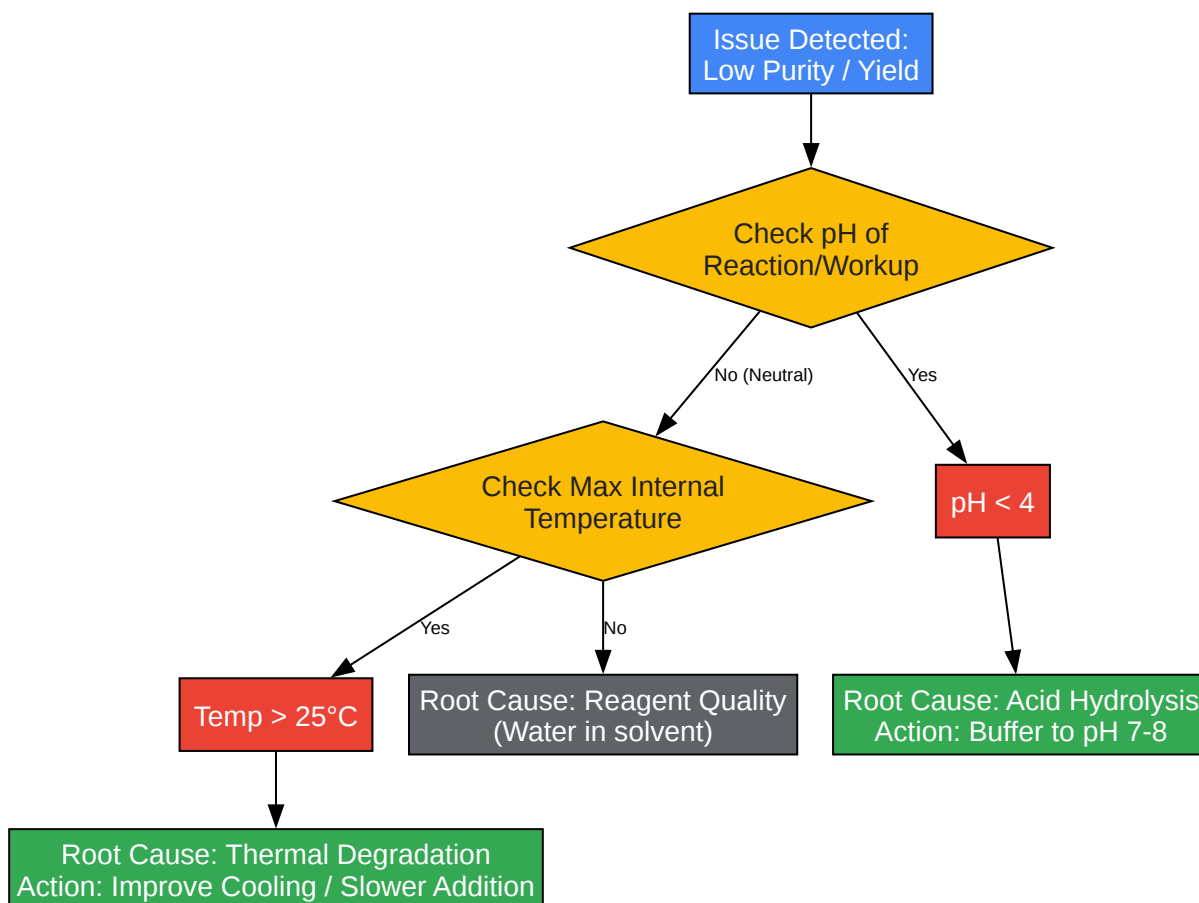 Issue Detected:
Low Purity / Yield
Check pH of
Reaction/Workup
No (Neutral)
Yes
Check Max Internal
Temperature
pH < 4
Yes
No
Temp > 25°C
Root Cause: Reagent Quality
(Water in solvent)
Root Cause: Acid Hydrolysis
Action: Buffer to pH 7-8
Root Cause: Thermal Degradation
Action: Improve Cooling / Slower Addition